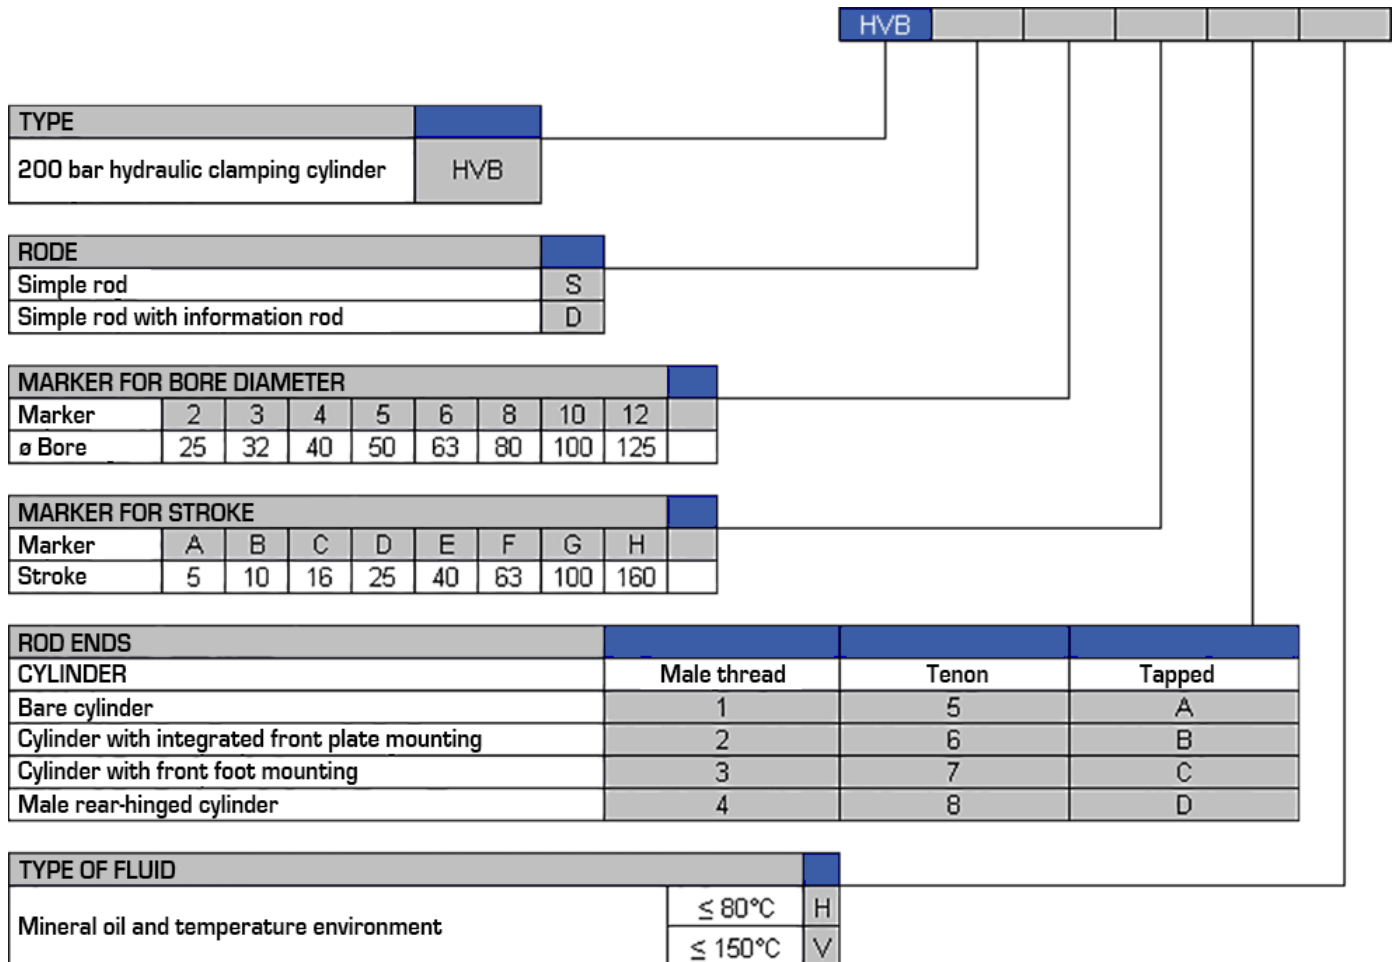 HVB
TYPE
200 bar hydraulic clamping cylinder HVB
RODE
Simple rod S
Simple rod with information rod D
MARKER FOR BORE DIAMETER
Marker 2 3 4 5 6 8 10 12
ø Bore 25 32 40 50 63 80 100 125
MARKER FOR STROKE
Marker A B C D E F G H
Stroke 5 10 16 25 40 63 100 160
ROD ENDS
CYLINDER Male thread Tenon Tapped
Bare cylinder 1 5 A
Cylinder with integrated front plate mounting 2 6 B
Cylinder with front foot mounting 3 7 C
Male rear-hinged cylinder 4 8 D
TYPE OF FLUID
Mineral oil and temperature environment ≤ 80°C H
≤ 150°C V